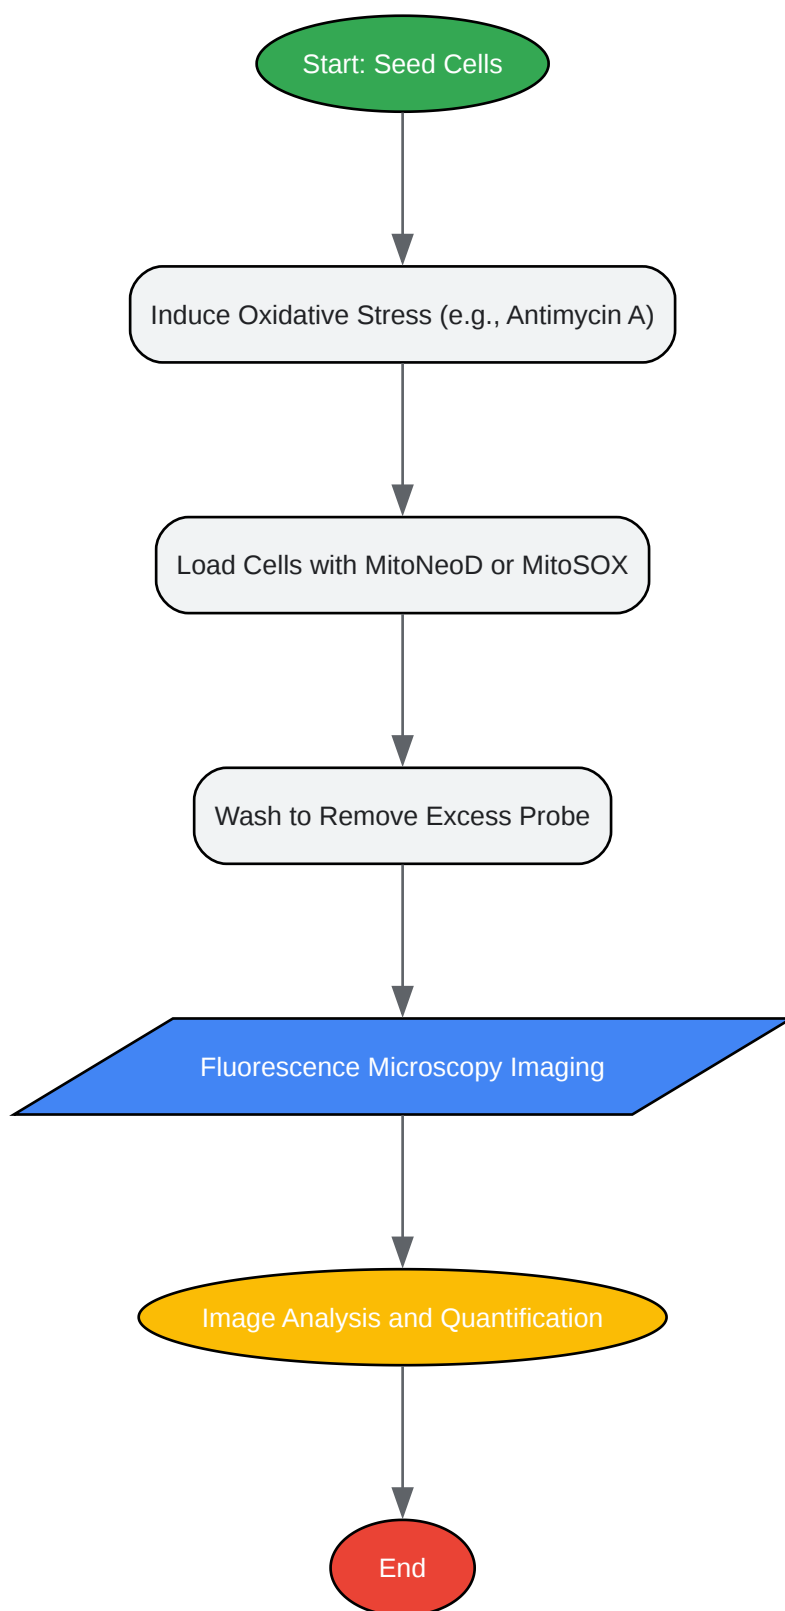 Start: Seed Cells
Induce Oxidative Stress (e.g., Antimycin A)
Load Cells with MitoNeoD or MitoSOX
Wash to Remove Excess Probe
Fluorescence Microscopy Imaging
Image Analysis and Quantification
End